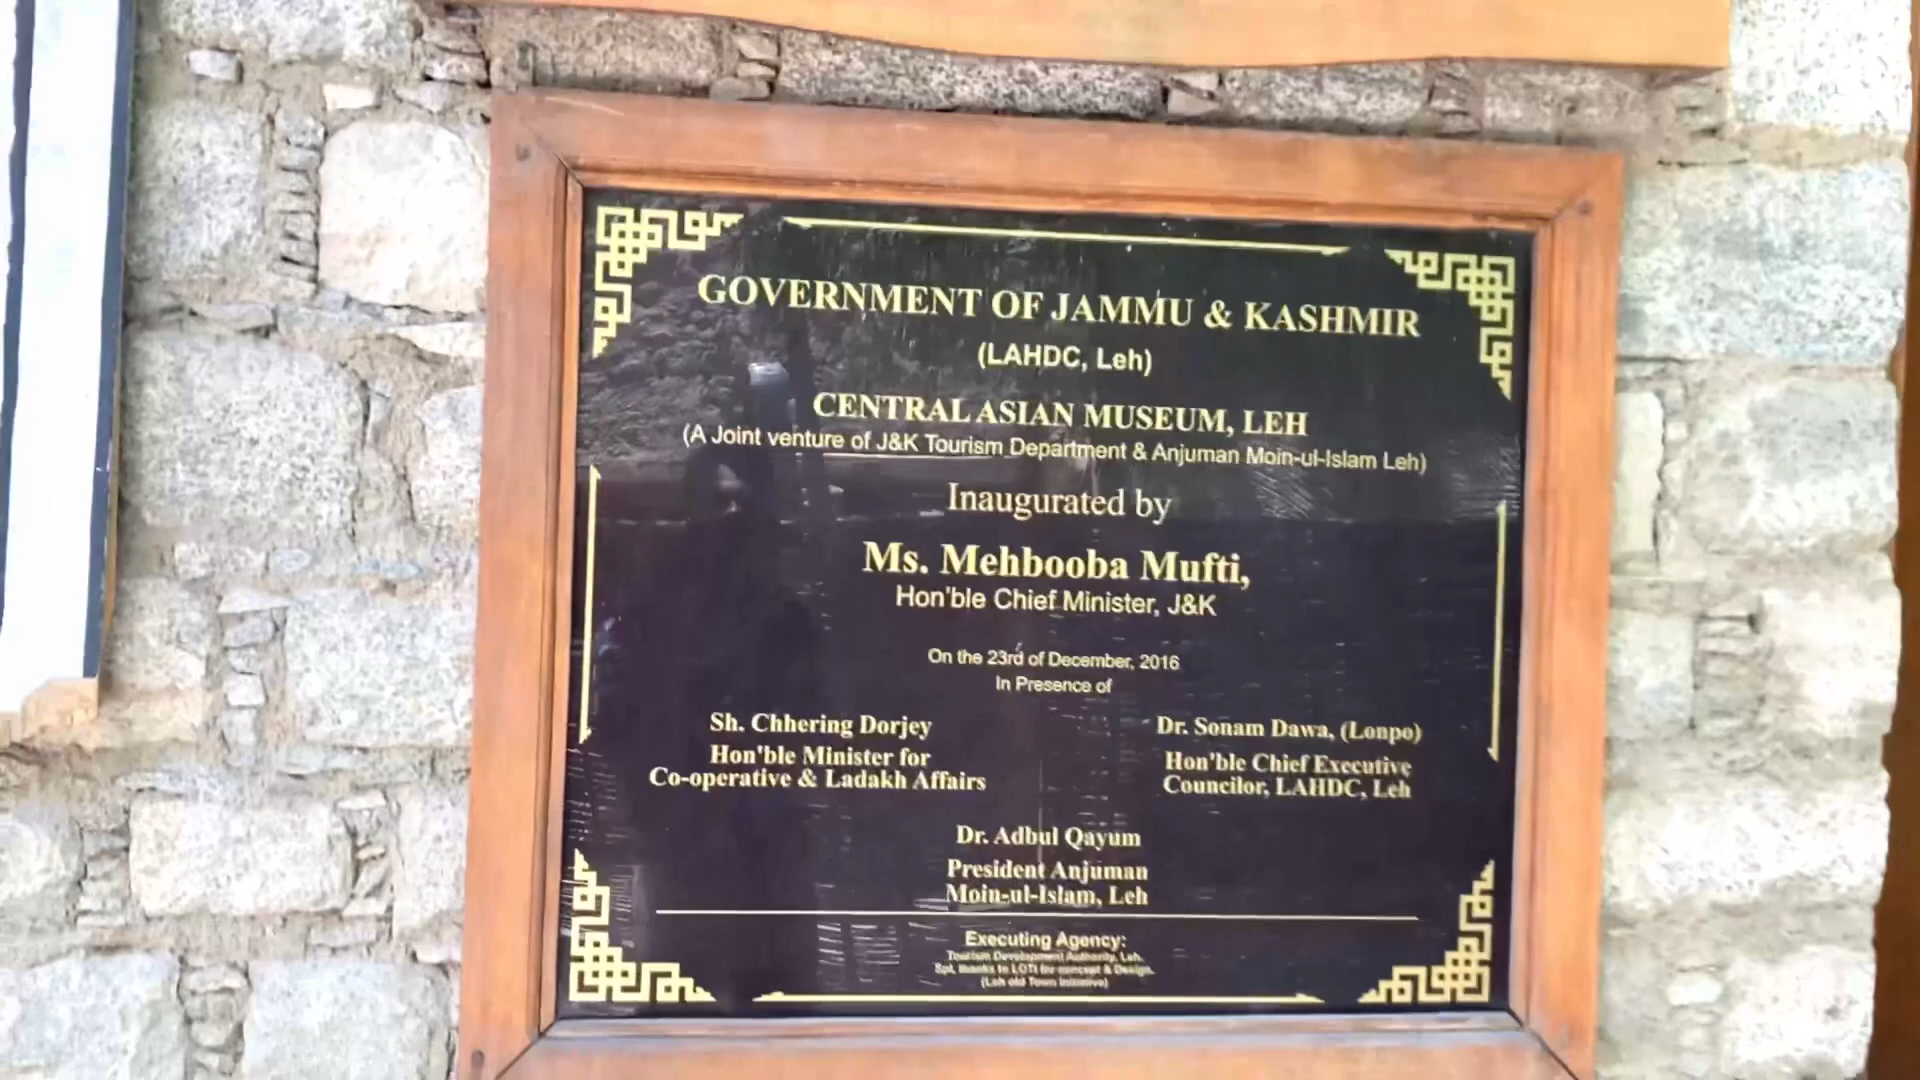 GOVERNMENT OF JAMMU & KASHMIR
(LAHDC, Leh)
CENTRAL ASIAN MUSEUM, LEH
(A Joint venture of J&K Tourism Department & Anjuman Moin-ul-Islam Leh)
Inaugurated by
Ms. Mehbooba Mufti,
Hon'ble Chief Minister, J&K
On the 23rd of December, 2016
In Presence of
Sh. Chhering Dorjey
Hon'ble Minister for
Co-operative & Ladakh Affairs
Dr. Sonam Dawa, (Lonpo)
Hon'ble Chief Executive
Councilor, LAHDC, Leh
Dr. Adbul Qayum
President Anjuman
Moin-ul-Islam, Leh
Executing Agency:
Tourism Development Authority, Leh.
Spl, thanks to LOTI for concept & Design.
(Leh old Town Initiative)